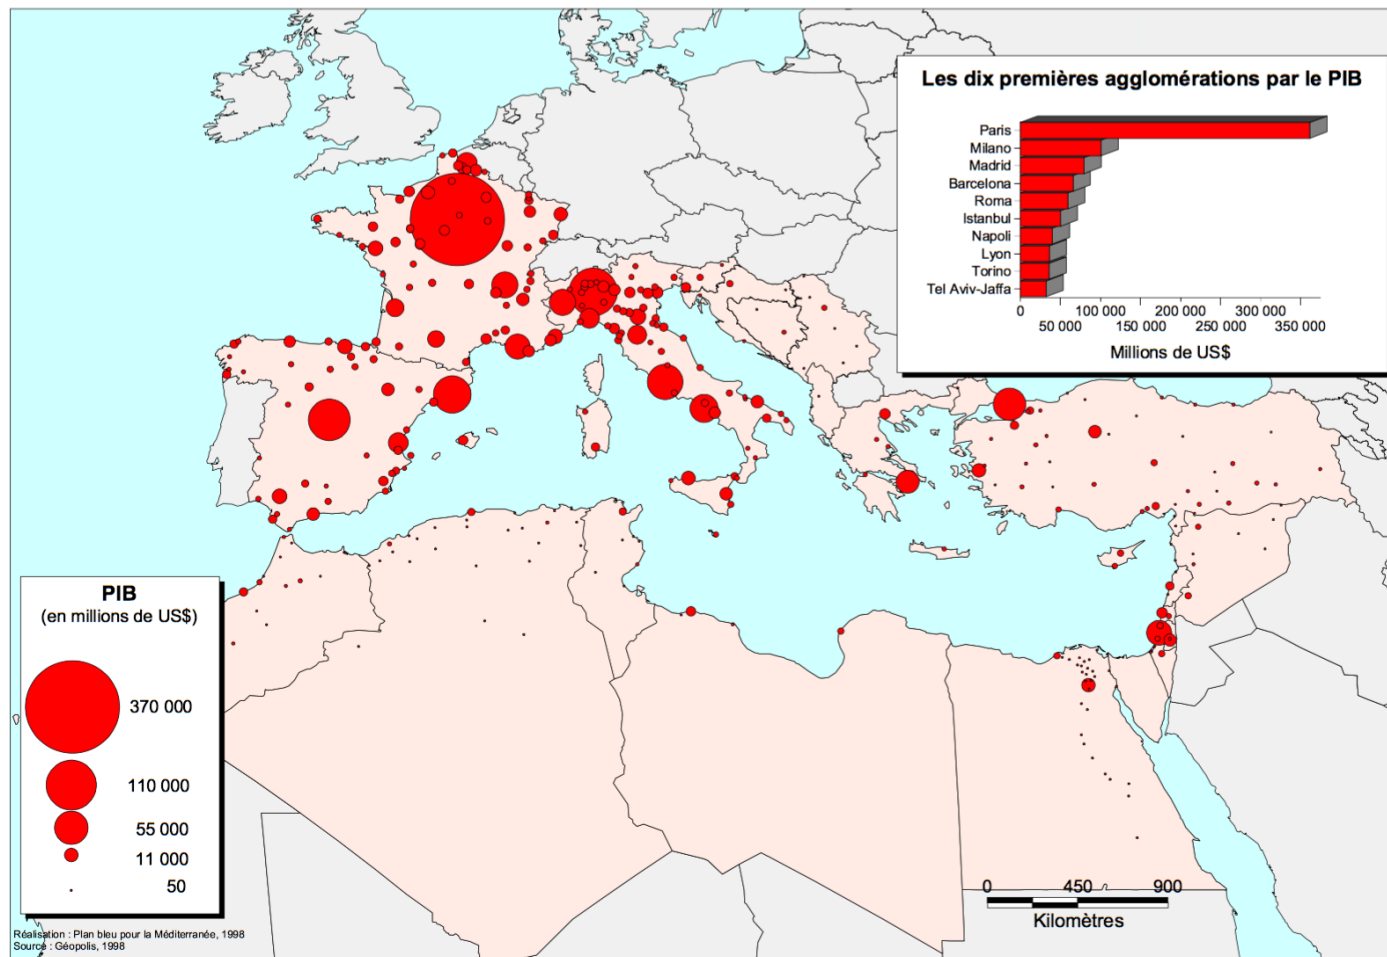 Les dix premières agglomérations par le PIB
Paris
Milano
Madrid
Barcelona
Roma
Istanbul
Napoli
Lyon
Torino
Tel Aviv-Jaffa
0 100 000 200 000 300 000
50 000 150 000 250 000 350 000
Millions de US$
PIB
(en millions de US$)
370 000
110 000
55 000
11 000
50
0 450 900
Kilomètres
Réalisation : Plan bleu pour la Méditerranée, 1998
Source : Géopolis, 1998